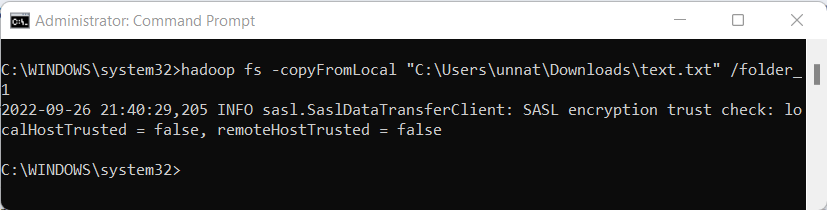 Administrator: Command Prompt
C:\WINDOWS\system32>hadoop fs -copyFromLocal "C:\Users\unnat\Downloads\text.txt" /folder_
1
2022-09-26 21:40:29,205 INFO sasl.SaslDataTransferClient: SASL encryption trust check: lo
calHostTrusted = false, remoteHostTrusted = false
C:\WINDOWS\system32>